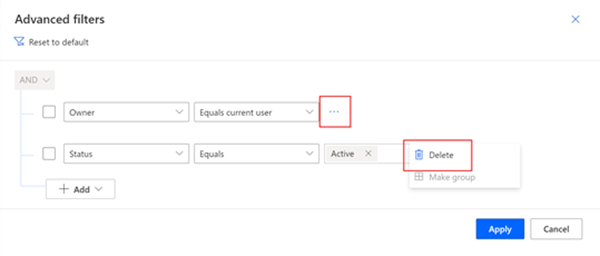 Advanced filters
Reset to default
AND
Owner Equals current user ...
Status Equals Active Delete
Make group
Add
Apply Cancel